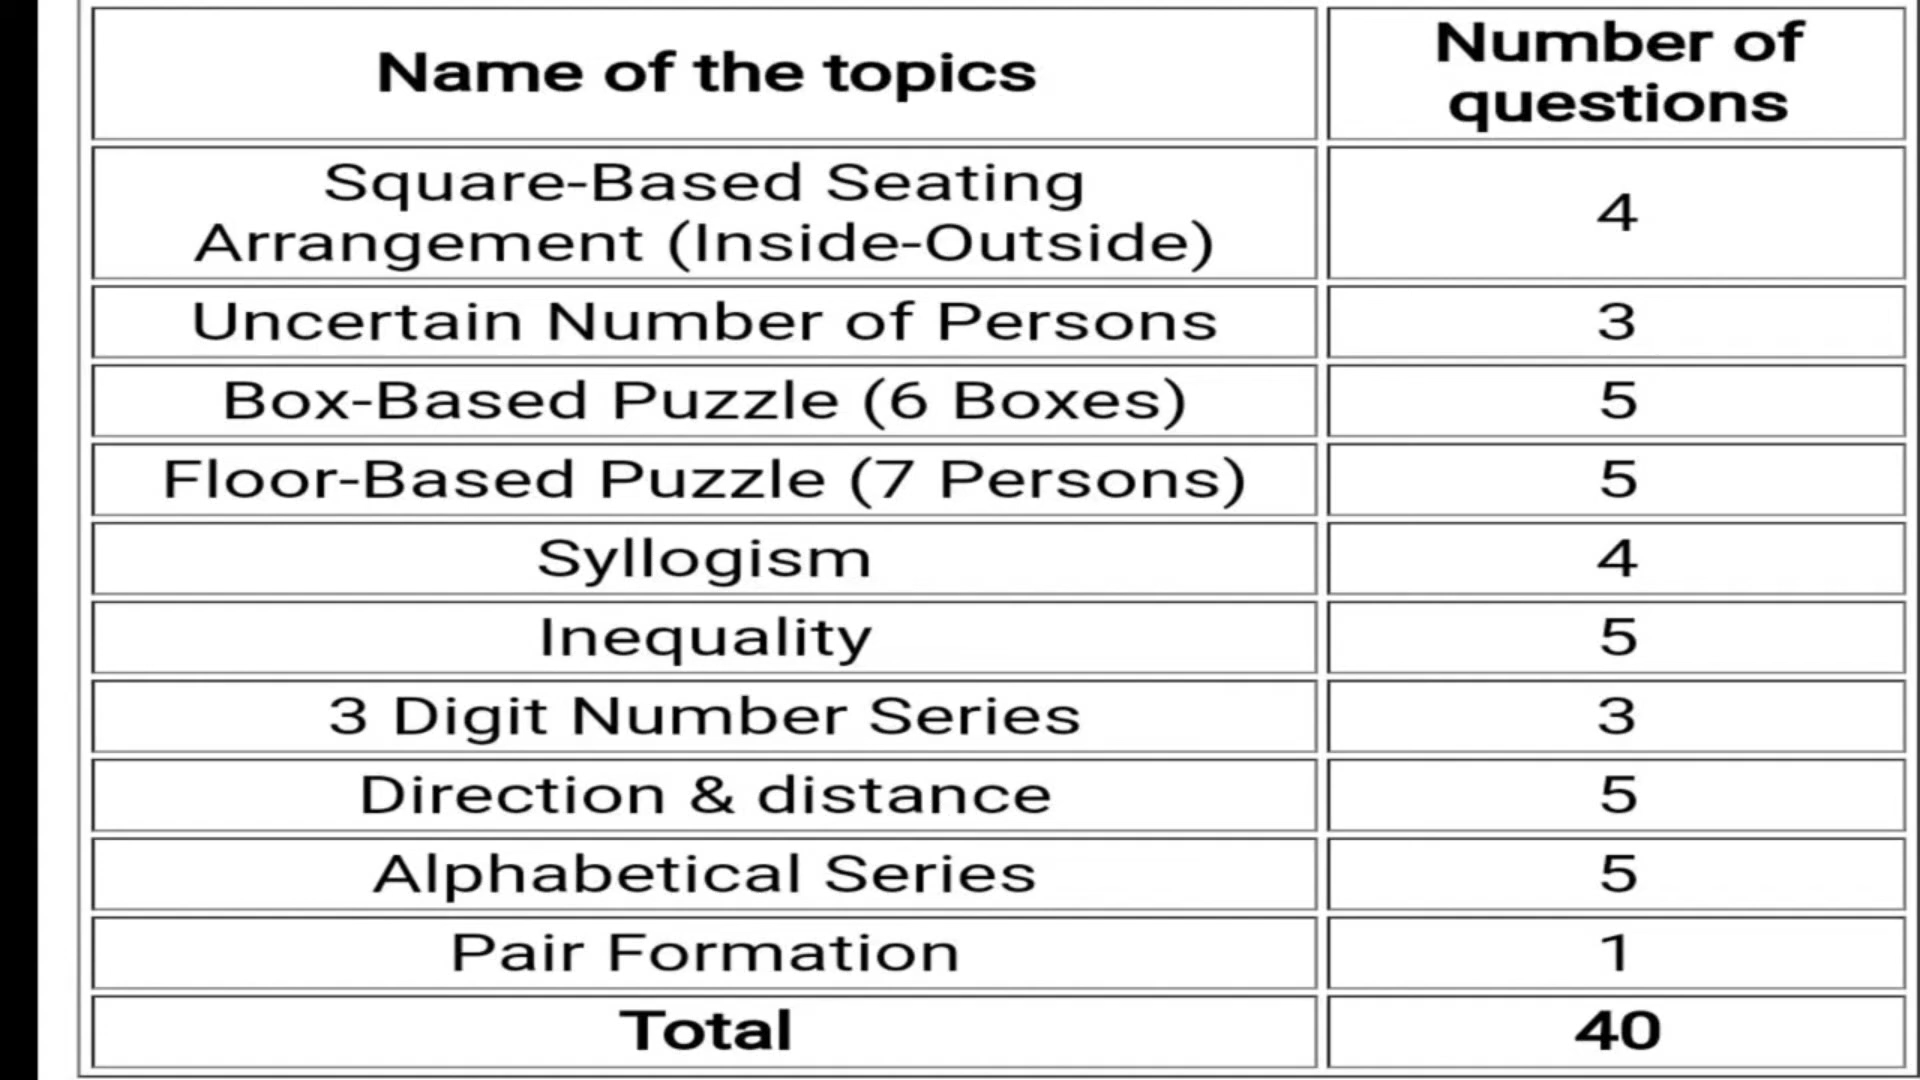 Name of the topics
Number of
questions
Square-Based Seating
Arrangement (Inside-Outside)
4
Uncertain Number of Persons
3
Box-Based Puzzle (6 Boxes)
5
Floor-Based Puzzle (7 Persons)
5
Syllogism
4
Inequality
5
3 Digit Number Series
3
Direction & distance
5
Alphabetical Series
5
Pair Formation
1
Total
40